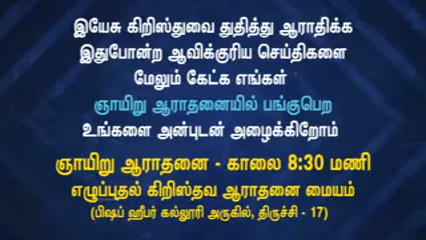 இயேசு கிறிஸ்துவை துதித்து ஆராதிக்க
இதுபோன்ற ஆவிக்குரிய செய்திகளை
மேலும் கேட்க எங்கள்
ஞாயிறு ஆராதனையில் பங்குபெற
உங்களை அன்புடன் அழைக்கிறோம்
ஞாயிறு ஆராதனை - காலை 8:30 மணி
எழுப்புதல் கிறிஸ்தவ ஆராதனை மையம்
(பிஷப் ஹீபர் கல்லூரி அருகில், திருச்சி - 17)